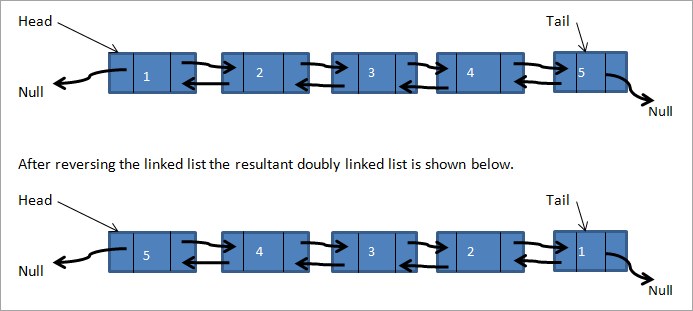 Head Tail
1 2 3 4 5
Null Null
After reversing the linked list the resultant doubly linked list is shown below.
Head Tail
5 4 3 2 1
Null Null